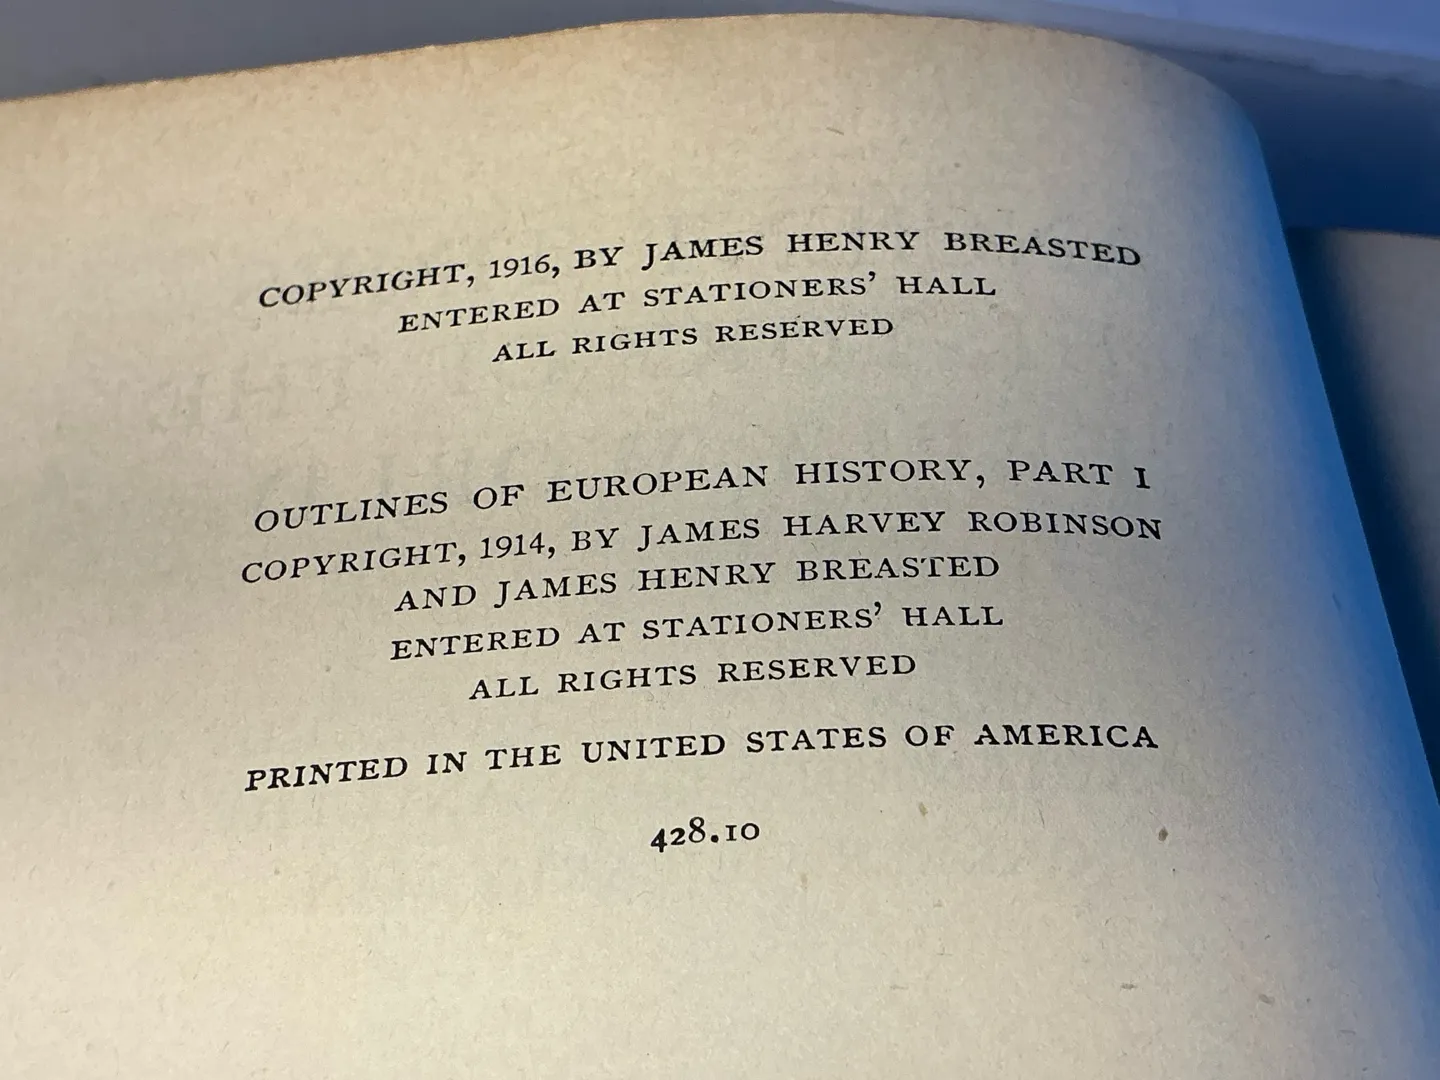 COPYRIGHT, 1916, BY JAMES HENRY BREASTED
ENTERED AT STATIONERS’ HALL
ALL RIGHTS RESERVED
OUTLINES OF EUROPEAN HISTORY, PART I
COPYRIGHT, 1914, BY JAMES HARVEY ROBINSON
AND JAMES HENRY BREASTED
ENTERED AT STATIONERS’ HALL
ALL RIGHTS RESERVED
PRINTED IN THE UNITED STATES OF AMERICA
428.10